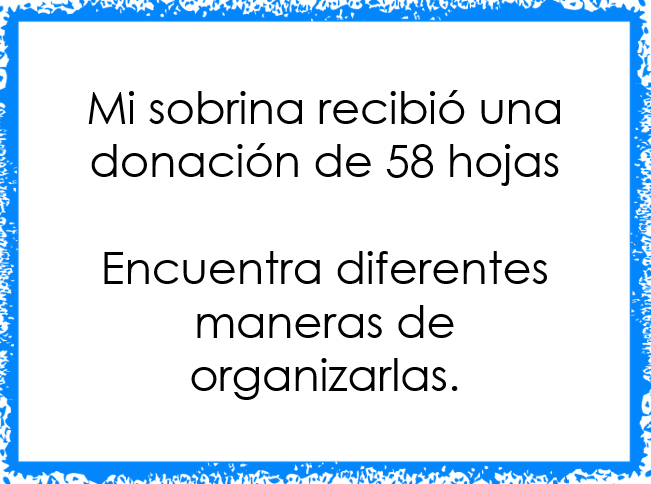 Mi sobrina recibió una
donación de 58 hojas
Encuentra diferentes
maneras de
organizarlas.